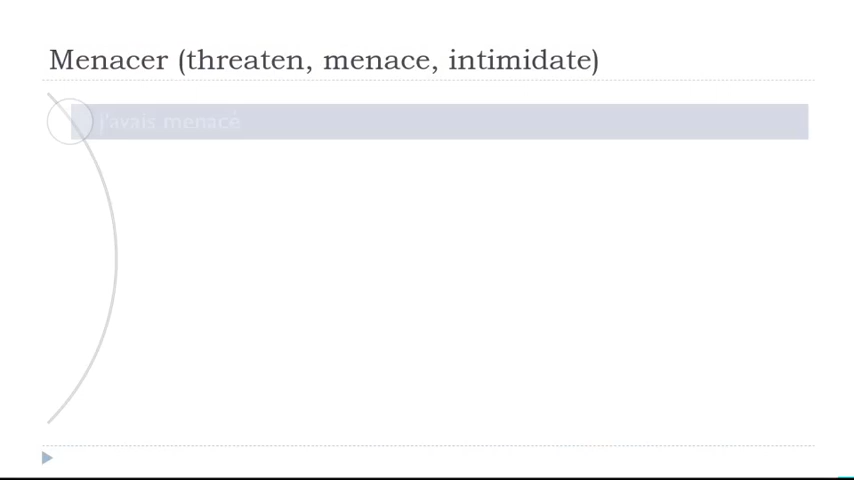 Menacer (threaten, menace, intimidate)
j'avais menacé